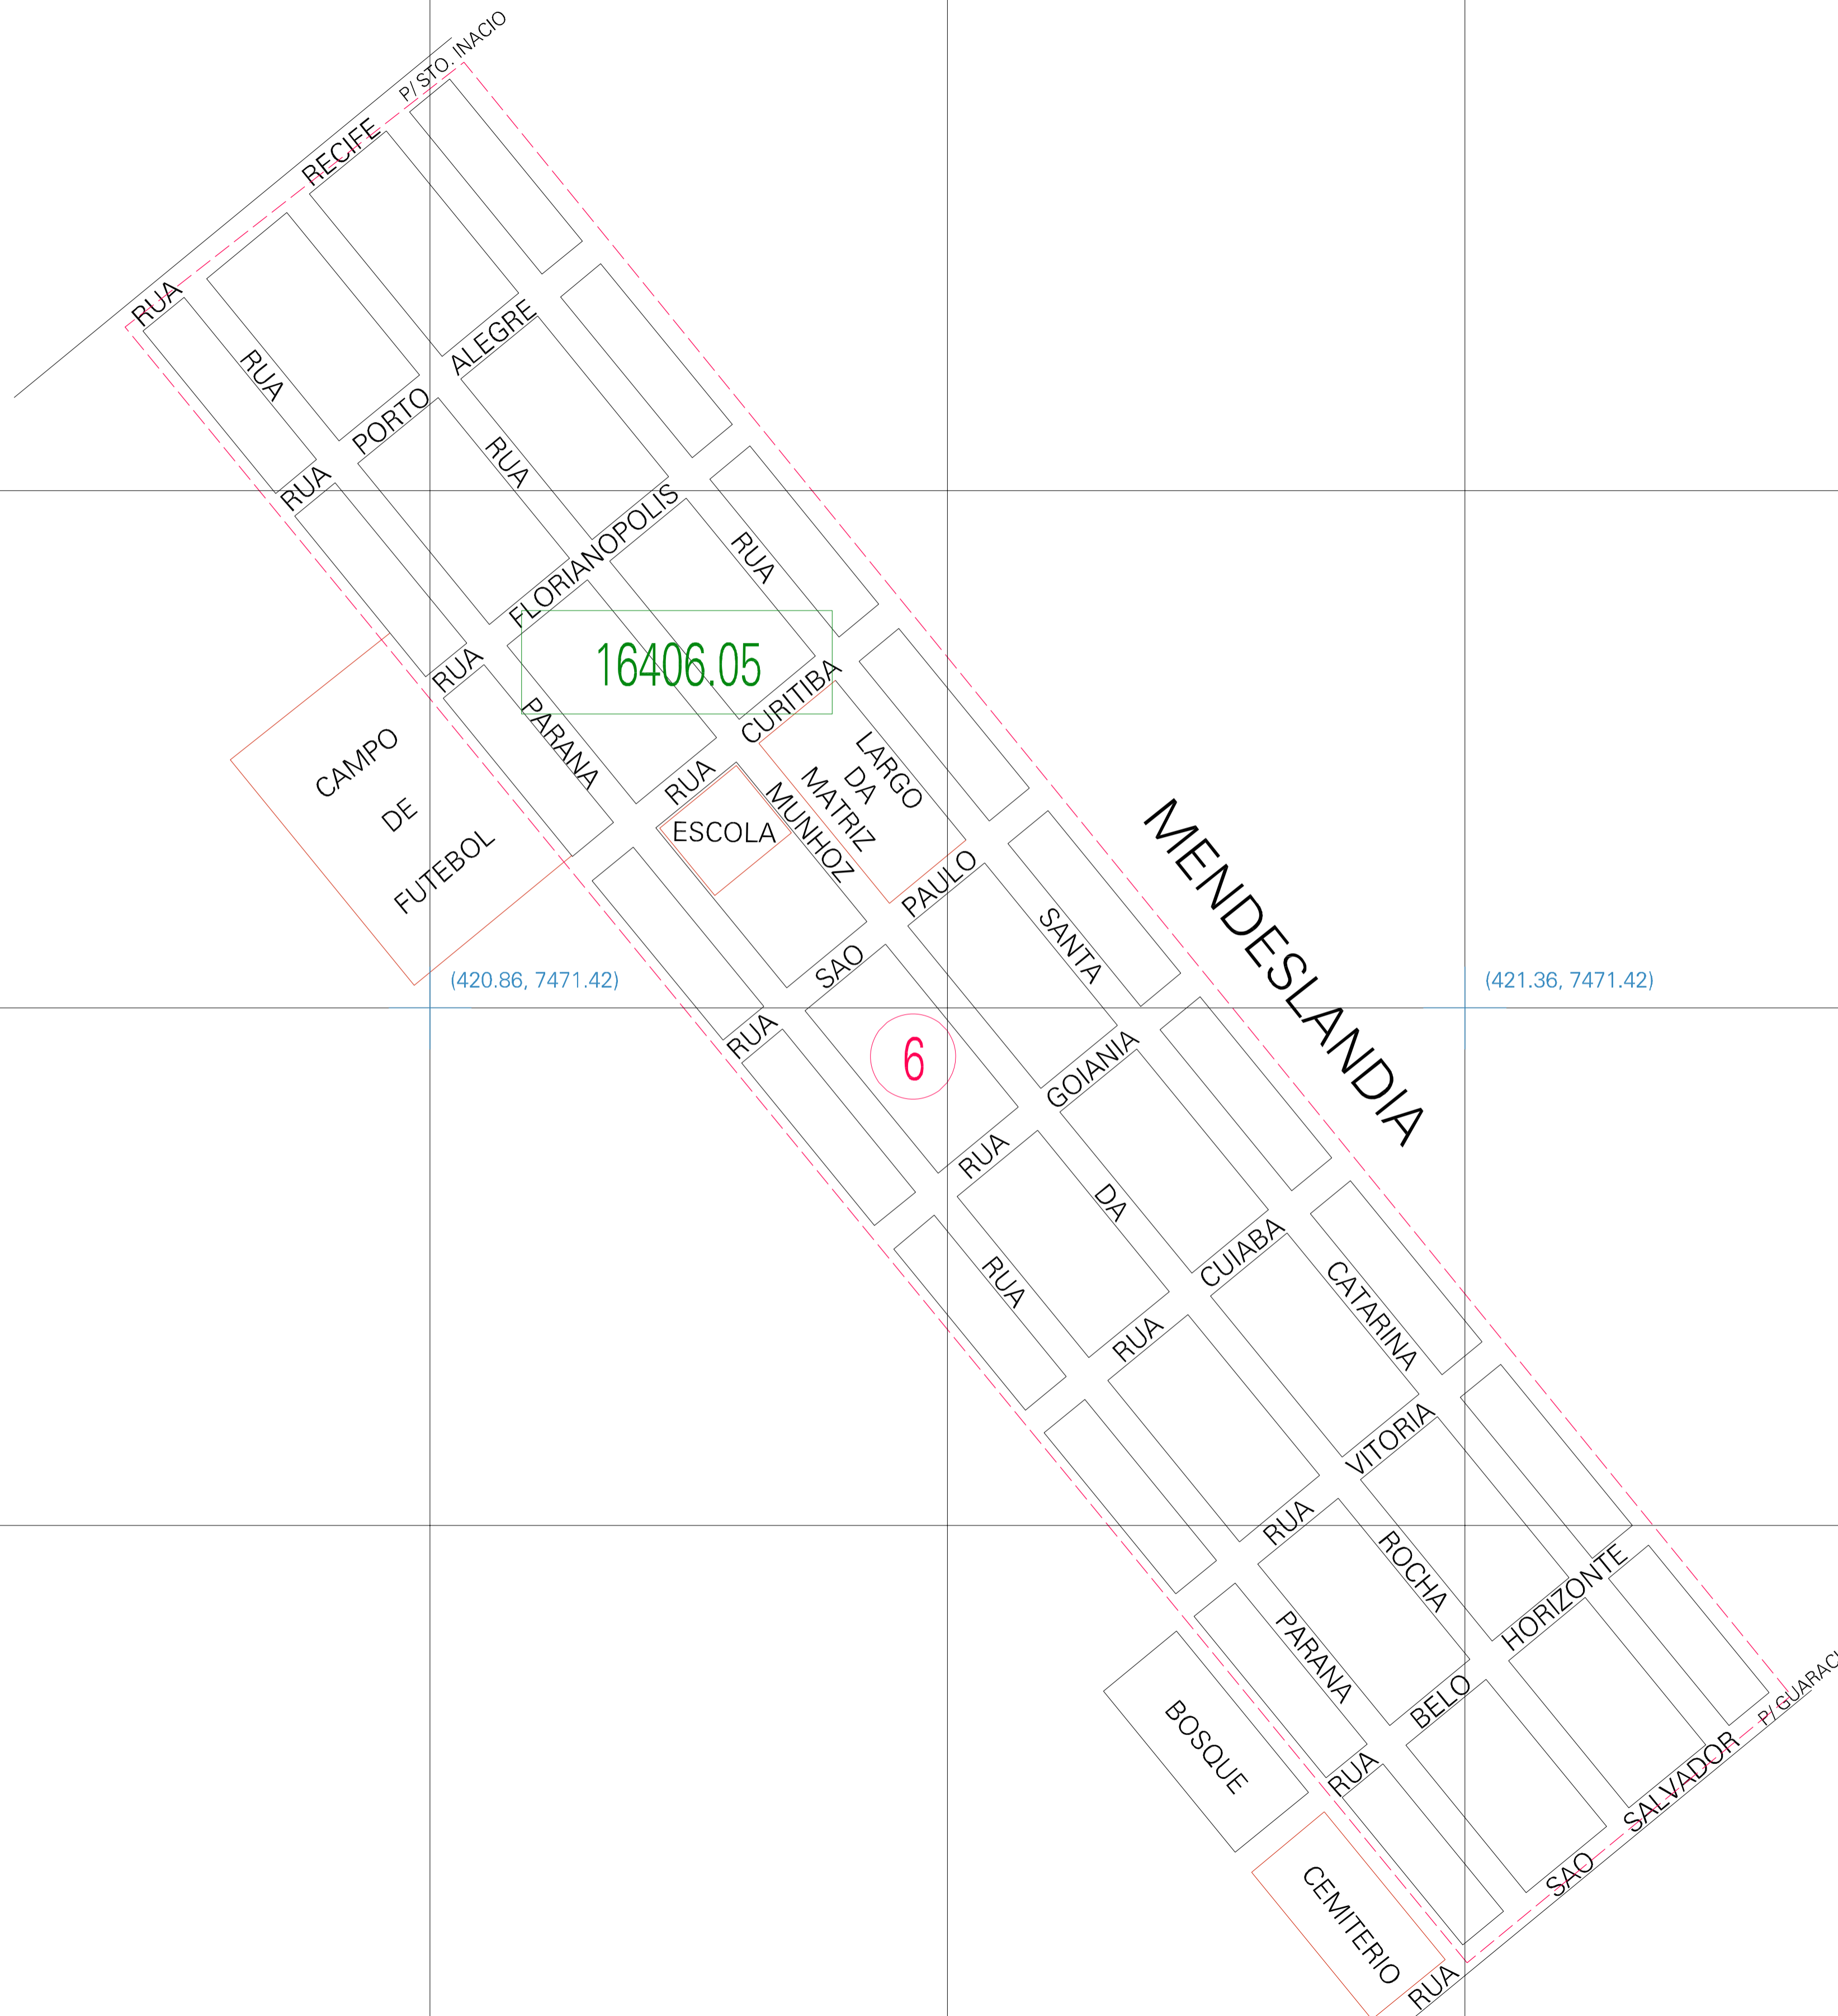 P/ STO. INACIO
RUA RECIFE
RUA PORTO ALEGRE
RUA
RUA
RUA
RUA FLORIANOPOLIS
16406.05
RUA CURITIBA
PARANA
MUNHOZ
LARGO
DA
MATRIZ
ESCOLA
CAMPO
DE
FUTEBOL
MENDESLANDIA
RUA SAO PAULO
SANTA
(420.86, 7471.42)
(421.36, 7471.42)
6
RUA GOIANIA
DA
RUA
RUA CUIABA
CATARINA
RUA VITORIA
ROCHA
PARANA
RUA BELO HORIZONTE
BOSQUE
CEMITERIO
RUA SAO SALVADOR
P/ GUARACI